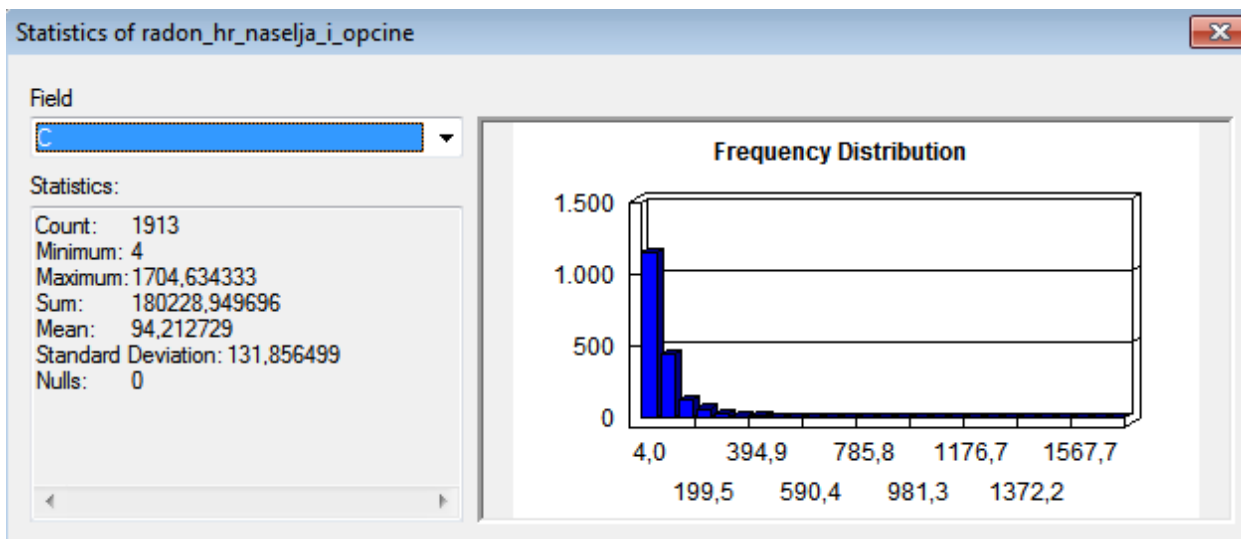 Statistics of radon_hr_naselja_i_opcine
Field
C
Statistics:
Count: 1913
Minimum: 4
Maximum: 1704,634333
Sum: 180228,949696
Mean: 94,212729
Standard Deviation: 131,856499
Nulls: 0
Frequency Distribution
1.500
1.000
500
0
4,0 394,9 785,8 1176,7 1567,7
199,5 590,4 981,3 1372,2